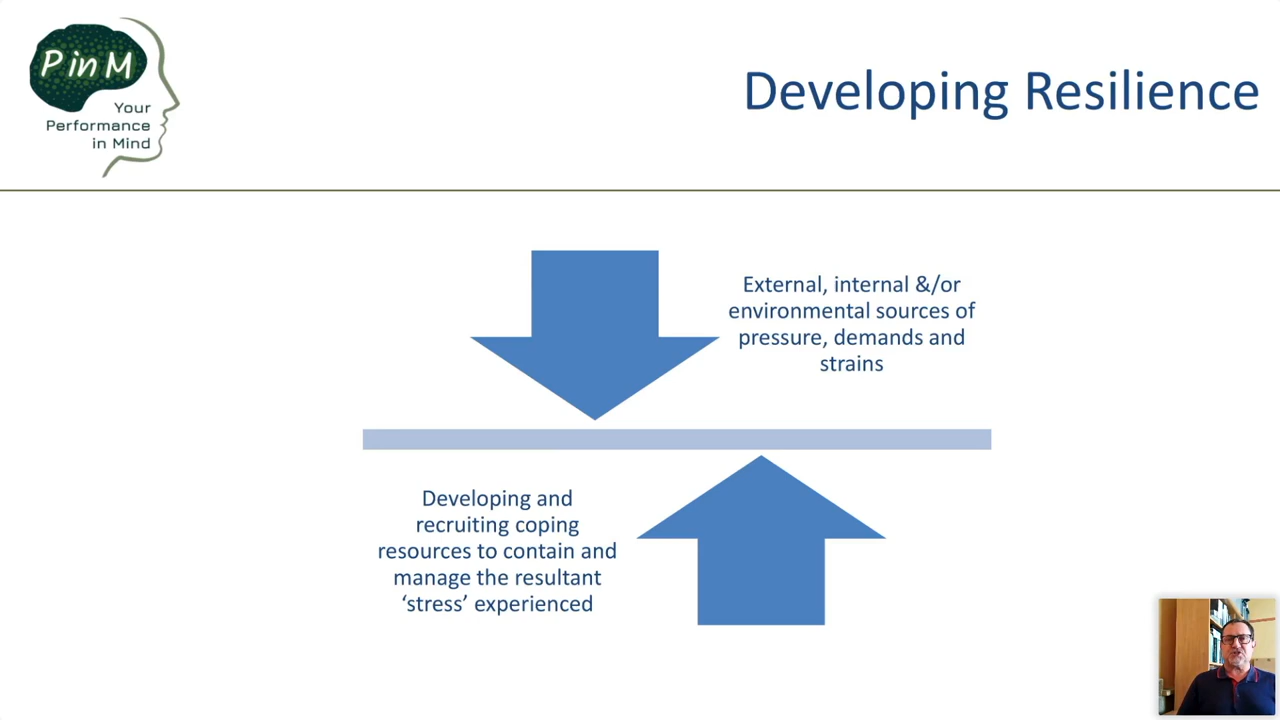 P in M
Your
Performance
in Mind
Developing Resilience
External, internal &/or
environmental sources of
pressure, demands and
strains
Developing and
recruiting coping
resources to contain and
manage the resultant
‘stress’ experienced